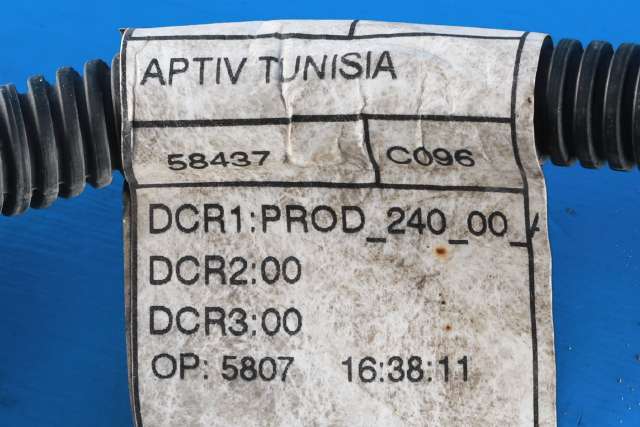 APTIV TUNISIA
58437 C096
DCR1:PROD_240_00_
DCR2:00
DCR3:00
OP: 5807 16:38:11